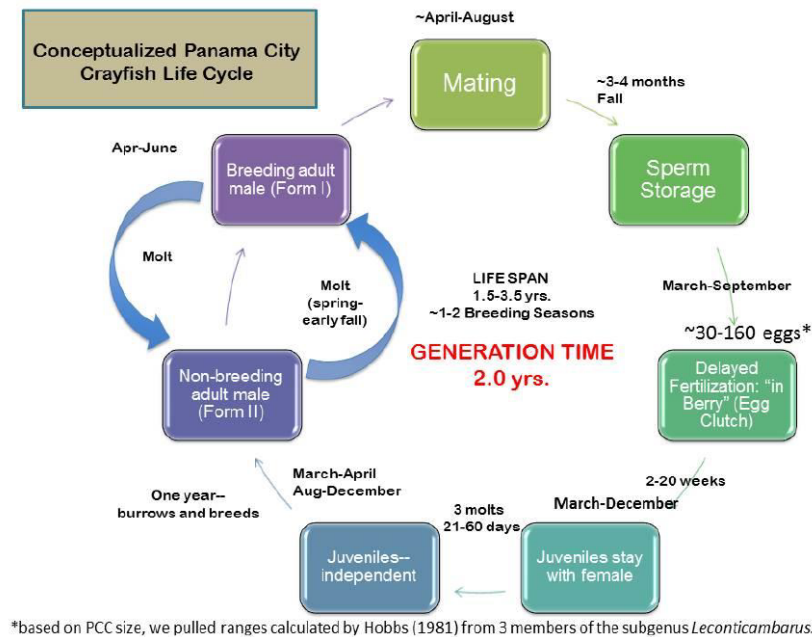 Conceptualized Panama City
Crayfish Life Cycle
~April-August
Mating
~3-4 months
Fall
Sperm
Storage
March-September
~30-160 eggs*
Delayed
Fertilization: "in
Berry" (Egg
Clutch)
2-20 weeks
March-December
Juveniles stay
with female
3 molts
21-60 days
Juveniles--
independent
March-April
Aug-December
One year--
burrows and breeds
Non-breeding
adult male
(Form II)
Molt
(spring-
early fall)
Molt
Apr-June
Breeding adult
male (Form I)
LIFE SPAN
1.5-3.5 yrs.
~1-2 Breeding Seasons
GENERATION TIME
2.0 yrs.
*based on PCC size, we pulled ranges calculated by Hobbs (1981) from 3 members of the subgenus Leconticambarus.